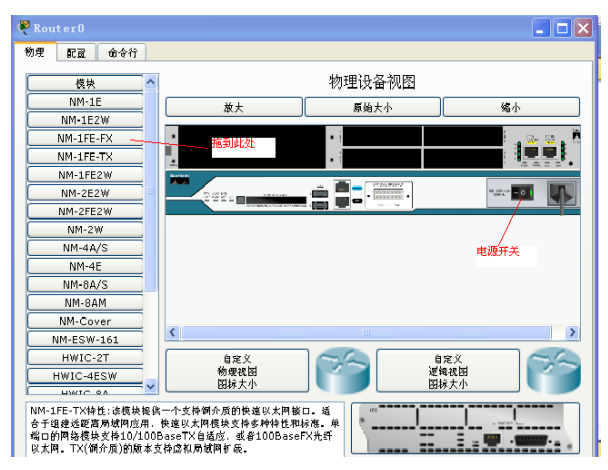 Router0
物理 配置 命令行
模块
NM-1E
NM-1E2W
NM-1FE-FX
NM-1FE-TX
NM-1FE2W
NM-2E2W
NM-2FE2W
NM-2W
NM-4A/S
NM-4E
NM-8A/S
NM-8AM
NM-Cover
NM-ESW-161
HWIC-2T
HWIC-4ESW
HWIC-8A
物理设备视图
放大 原始大小 缩小
拖到此处
电源开关
自定义
物理视图
图标大小
自定义
逻辑视图
图标大小
NM-1FE-TX特性:该模块提供一个支持铜介质的快速以太网接口。适
合于组建远距离局域网应用. 快速以太网模块支持多种特性和标准。单
端口的网络模块支持10/100BaseTX自适应, 或者100BaseFX光纤
以太网。TX(铜介质)的版本支持虚拟局域网扩展。